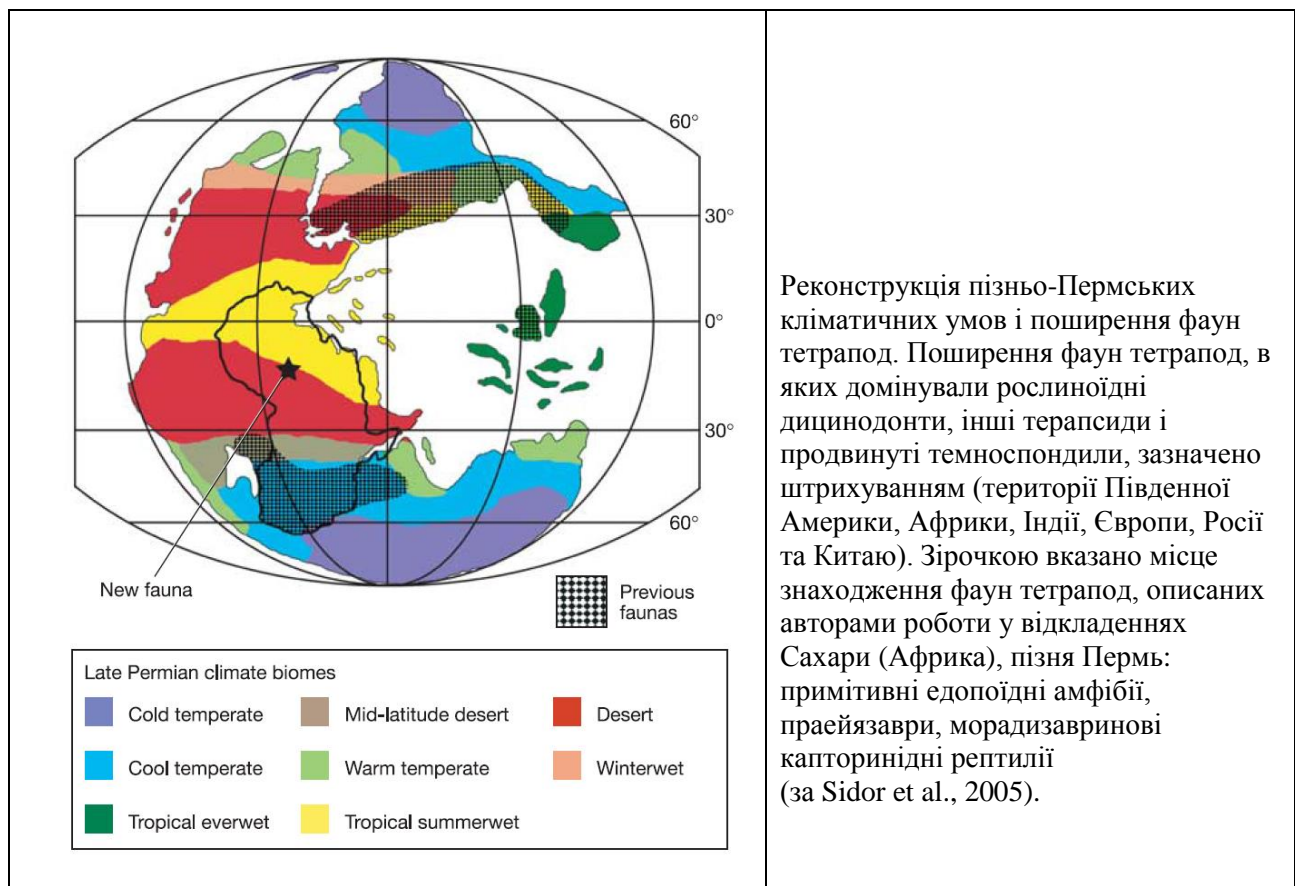 60°
30°
0°
30°
60°
New fauna
Previous
faunas
Late Permian climate biomes
Cold temperate
Mid-latitude desert
Desert
Cool temperate
Warm temperate
Winterwet
Tropical everwet
Tropical summerwet
Реконструкція пізньо-Пермських
кліматичних умов і поширення фаун
тетрапод. Поширення фаун тетрапод, в
яких домінували рослиноїдні
дицинодонти, інші терапсиди і
продвинуті темноспондили, зазначено
штрихуванням (території Південної
Америки, Африки, Індії, Європи, Росії
та Китаю). Зірочкою вказано місце
знаходження фаун тетрапод, описаних
авторами роботи у відкладеннях
Сахари (Африка), пізня Пермь:
примітивні едопоїдні амфібії,
праейязаври, морадизавринові
капторинідні рептилії
(за Sidor et al., 2005).